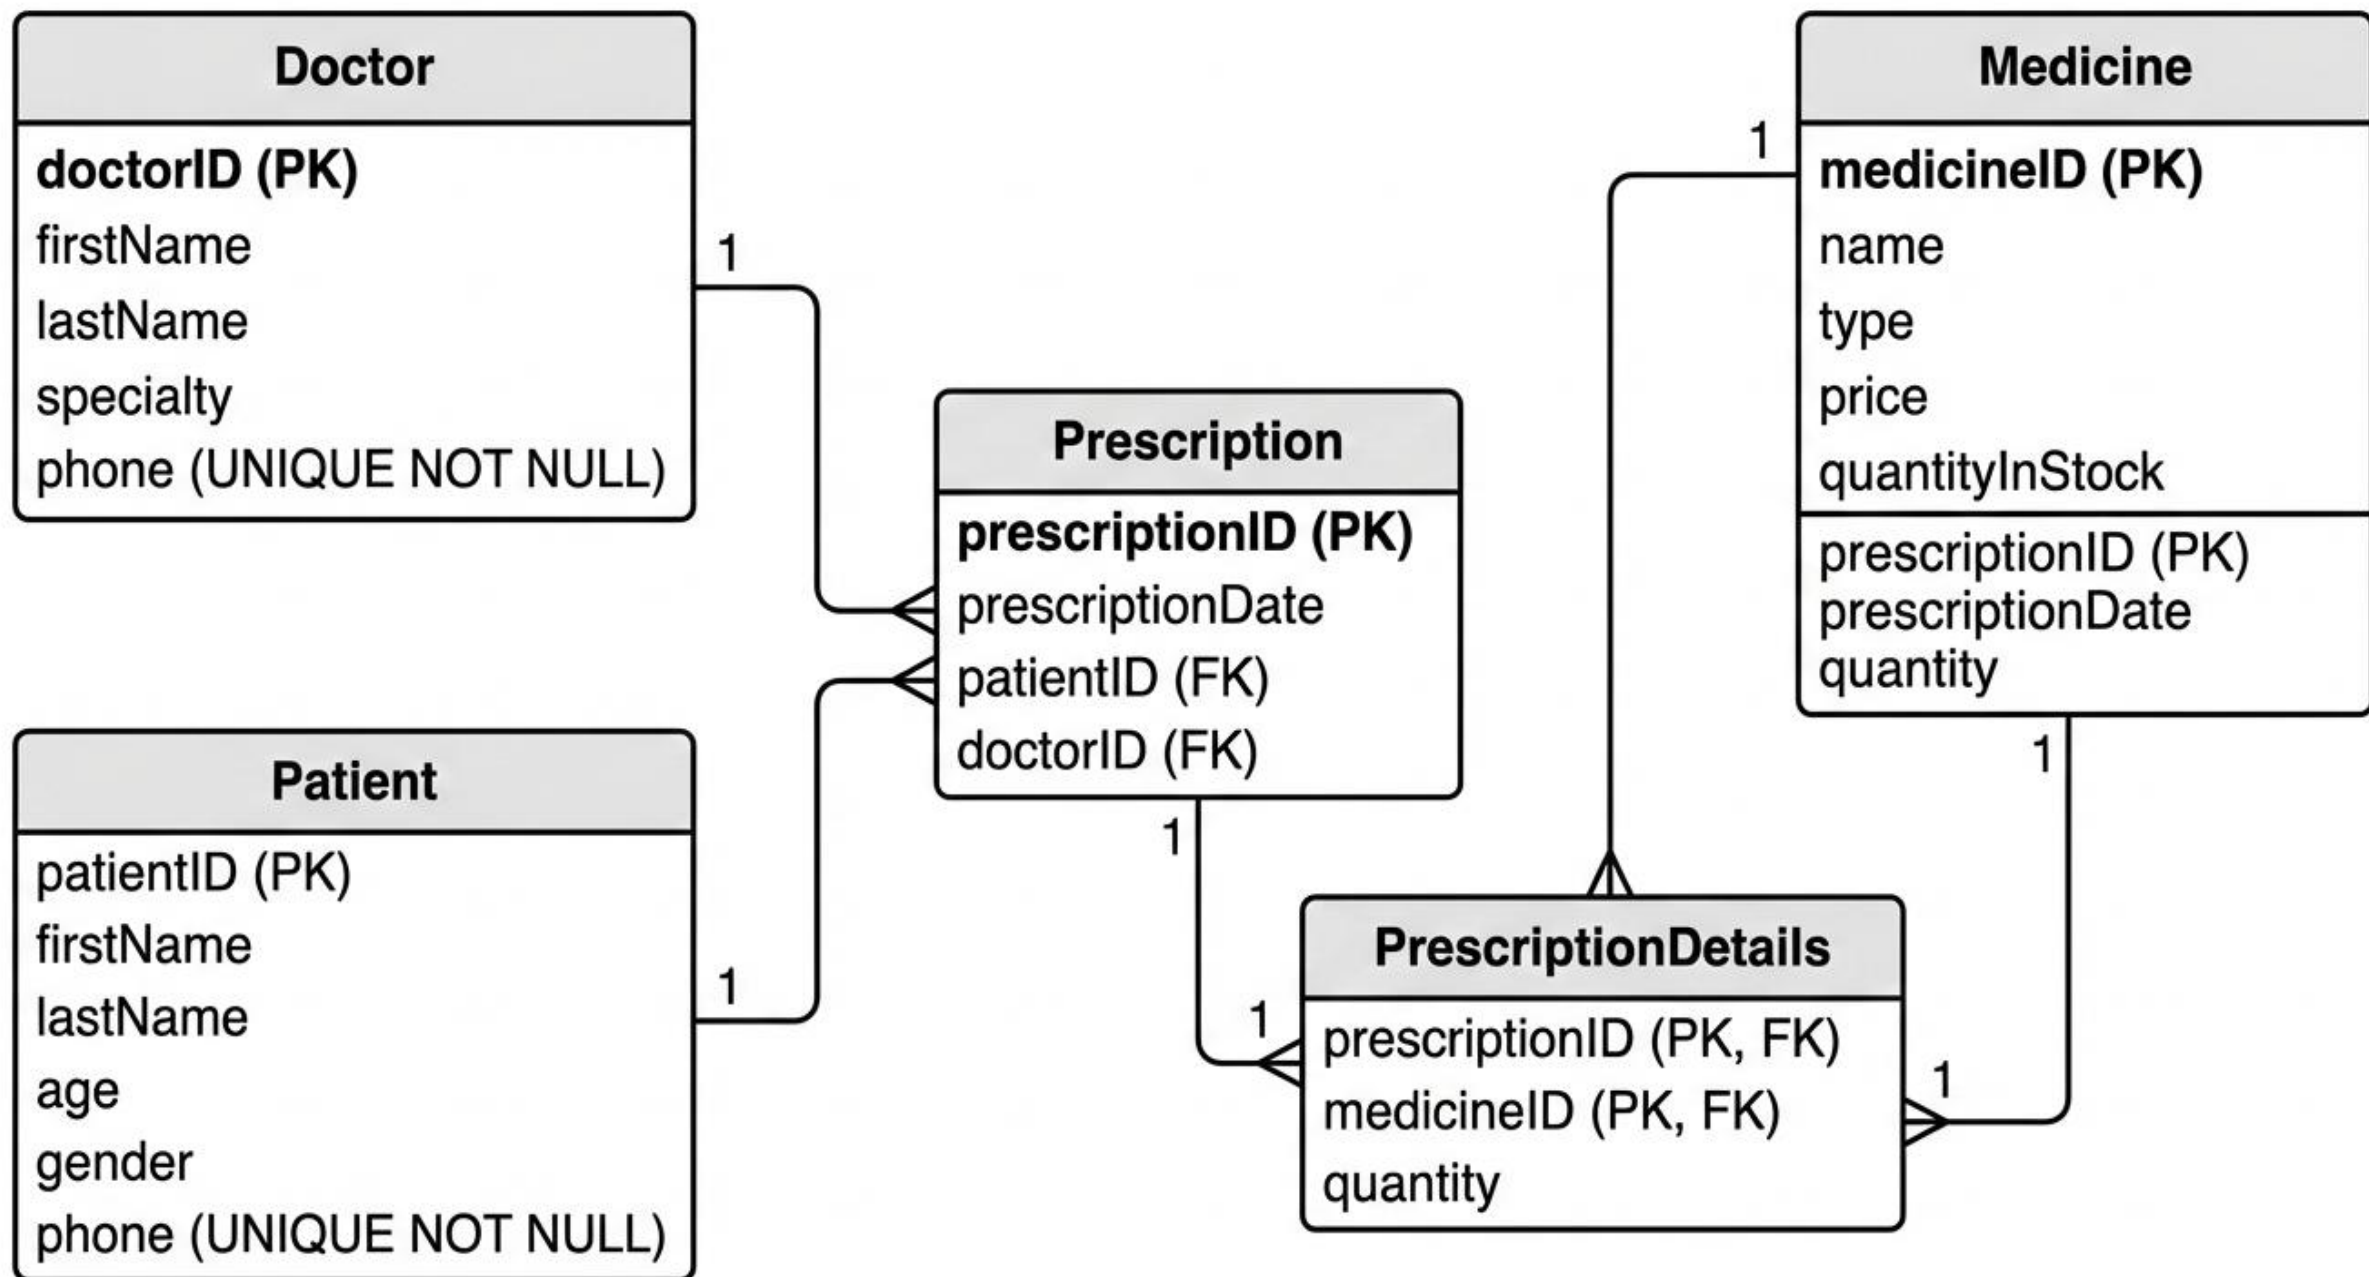 Doctor
doctorID (PK)
firstName
lastName
specialty
phone (UNIQUE NOT NULL)
1
Patient
patientID (PK)
firstName
lastName
age
gender
phone (UNIQUE NOT NULL)
1
Prescription
prescriptionID (PK)
prescriptionDate
patientID (FK)
doctorID (FK)
1
1
Medicine
medicineID (PK)
name
type
price
quantityInStock
prescriptionID (PK)
prescriptionDate
quantity
1
1
PrescriptionDetails
prescriptionID (PK, FK)
medicineID (PK, FK)
quantity
1